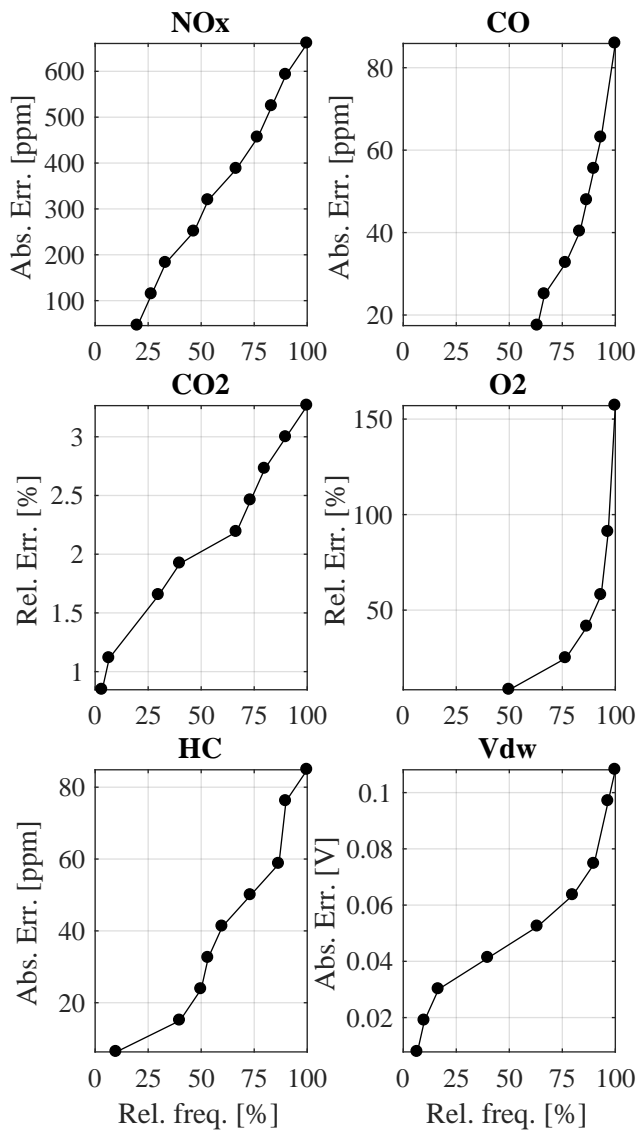 NOx
Abs. Err. [ppm]
600
500
400
300
200
100
0 25 50 75 100
CO
Abs. Err. [ppm]
80
60
40
20
0 25 50 75 100
CO2
Rel. Err. [%]
3
2.5
2
1.5
1
0 25 50 75 100
O2
Rel. Err. [%]
150
100
50
0 25 50 75 100
HC
Abs. Err. [ppm]
80
60
40
20
0 25 50 75 100
Rel. freq. [%]
Vdw
Abs. Err. [V]
0.1
0.08
0.06
0.04
0.02
0 25 50 75 100
Rel. freq. [%]